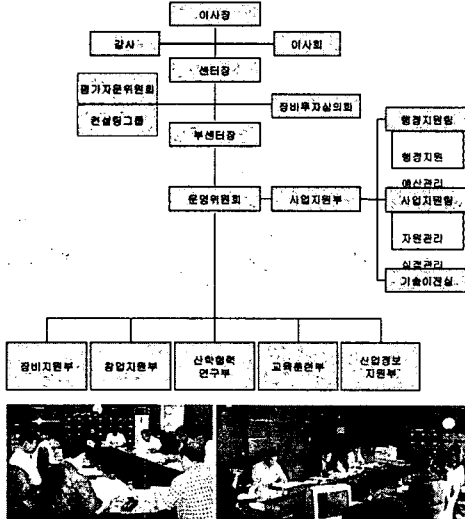 이사장
감사
이사회
센터장
평가자문위원회
컨설팅그룹
장비투자심의회
부센터장
운영위원회
사업지원부
행정지원팀
행정지원
예산관리
사업지원팀
자원관리
실적관리
기술이전실
장비지원부
창업지원부
산학협력
연구부
교육훈련부
산업정보
지원부